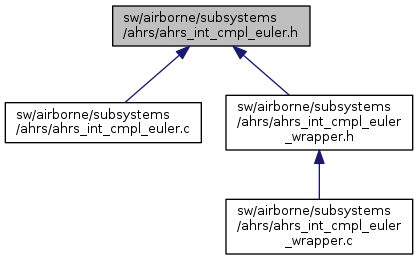 sw/airborne/subsystems
/ahrs/ahrs_int_cmpl_euler.h
sw/airborne/subsystems
/ahrs/ahrs_int_cmpl_euler.c
sw/airborne/subsystems
/ahrs/ahrs_int_cmpl_euler
_wrapper.h
sw/airborne/subsystems
/ahrs/ahrs_int_cmpl_euler
_wrapper.c